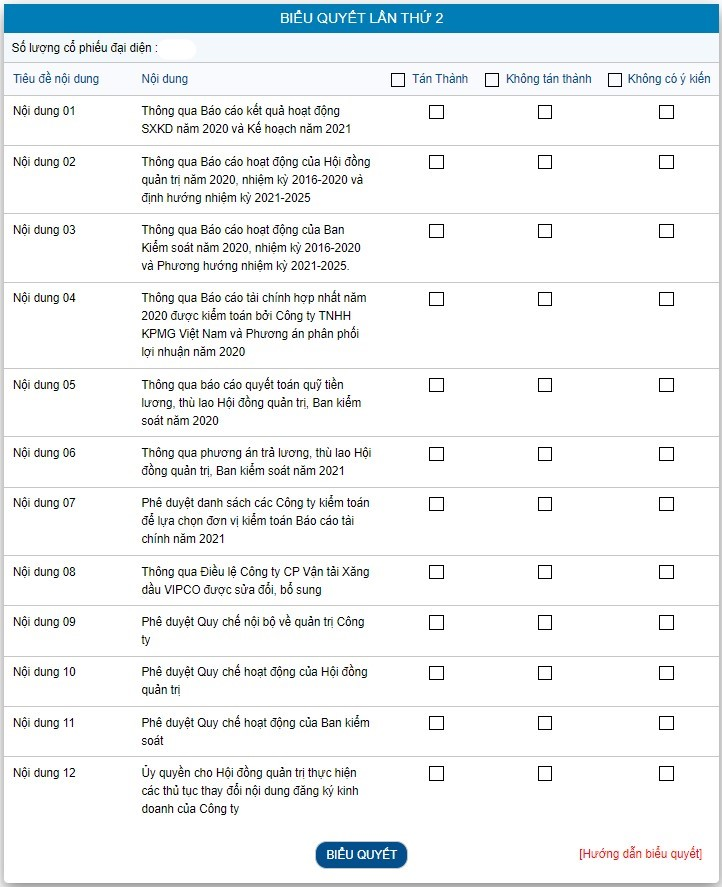 BIỂU QUYẾT LẦN THỨ 2
Số lượng cổ phiếu đại diện :
Tiêu đề nội dung Nội dung Tán Thành Không tán thành Không có ý kiến
Nội dung 01 Thông qua Báo cáo kết quả hoạt động
SXKD năm 2020 và Kế hoạch năm 2021
Nội dung 02 Thông qua Báo cáo hoạt động của Hội đồng
quản trị năm 2020, nhiệm kỳ 2016-2020 và
định hướng nhiệm kỳ 2021-2025
Nội dung 03 Thông qua Báo cáo hoạt động của Ban
Kiểm soát năm 2020, nhiệm kỳ 2016-2020
và Phương hướng nhiệm kỳ 2021-2025.
Nội dung 04 Thông qua Báo cáo tài chính hợp nhất năm
2020 được kiểm toán bởi Công ty TNHH
KPMG Việt Nam và Phương án phân phối
lợi nhuận năm 2020
Nội dung 05 Thông qua báo cáo quyết toán quỹ tiền
lương, thù lao Hội đồng quản trị, Ban kiểm
soát năm 2020
Nội dung 06 Thông qua phương án trả lương, thù lao Hội
đồng quản trị, Ban kiểm soát năm 2021
Nội dung 07 Phê duyệt danh sách các Công ty kiểm toán
để lựa chọn đơn vị kiểm toán Báo cáo tài
chính năm 2021
Nội dung 08 Thông qua Điều lệ Công ty CP Vận tải Xăng
dầu VIPCO được sửa đổi, bổ sung
Nội dung 09 Phê duyệt Quy chế nội bộ về quản trị Công
ty
Nội dung 10 Phê duyệt Quy chế hoạt động của Hội đồng
quản trị
Nội dung 11 Phê duyệt Quy chế hoạt động của Ban kiểm
soát
Nội dung 12 Ủy quyền cho Hội đồng quản trị thực hiện
các thủ tục thay đổi nội dung đăng ký kinh
doanh của Công ty
BIỂU QUYẾT [Hướng dẫn biểu quyết]